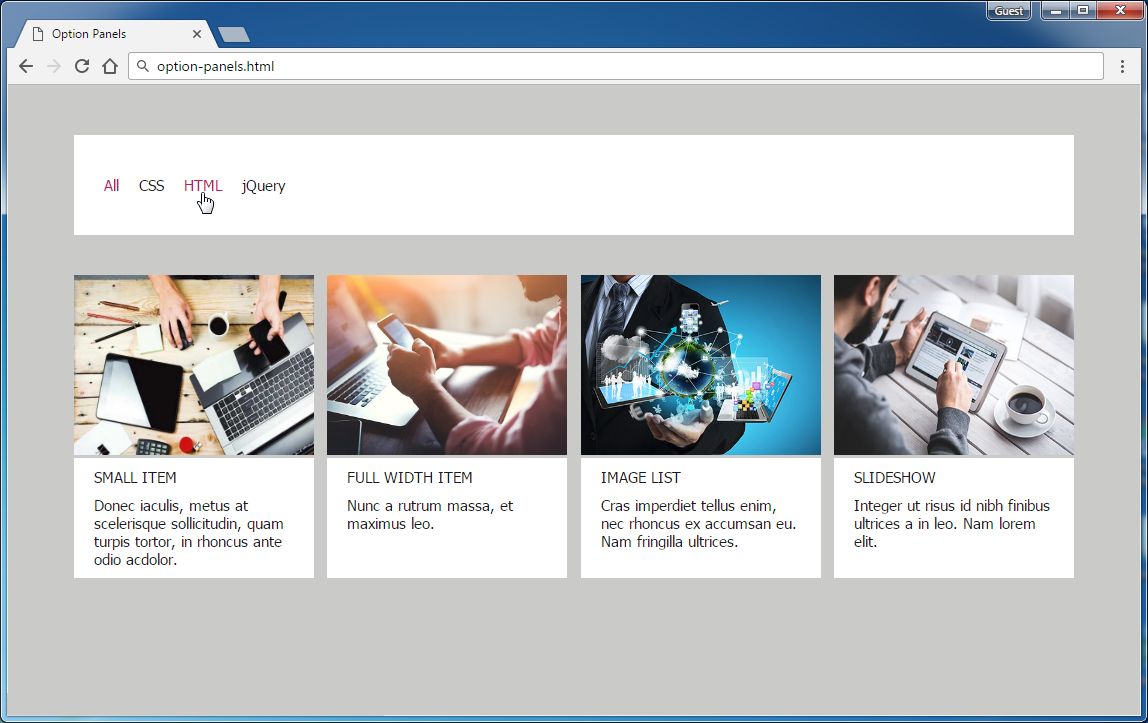 Guest
Option Panels
option-panels.html
All CSS HTML jQuery
SMALL ITEM
Donec iaculis, metus at
scelerisque sollicitudin, quam
turpis tortor, in rhoncus ante
odio acdolor.
FULL WIDTH ITEM
Nunc a rutrum massa, et
maximus leo.
IMAGE LIST
Cras imperdiet tellus enim,
nec rhoncus ex accumsan eu.
Nam fringilla ultrices.
SLIDESHOW
Integer ut risus id nibh finibus
ultrices a in leo. Nam lorem
elit.